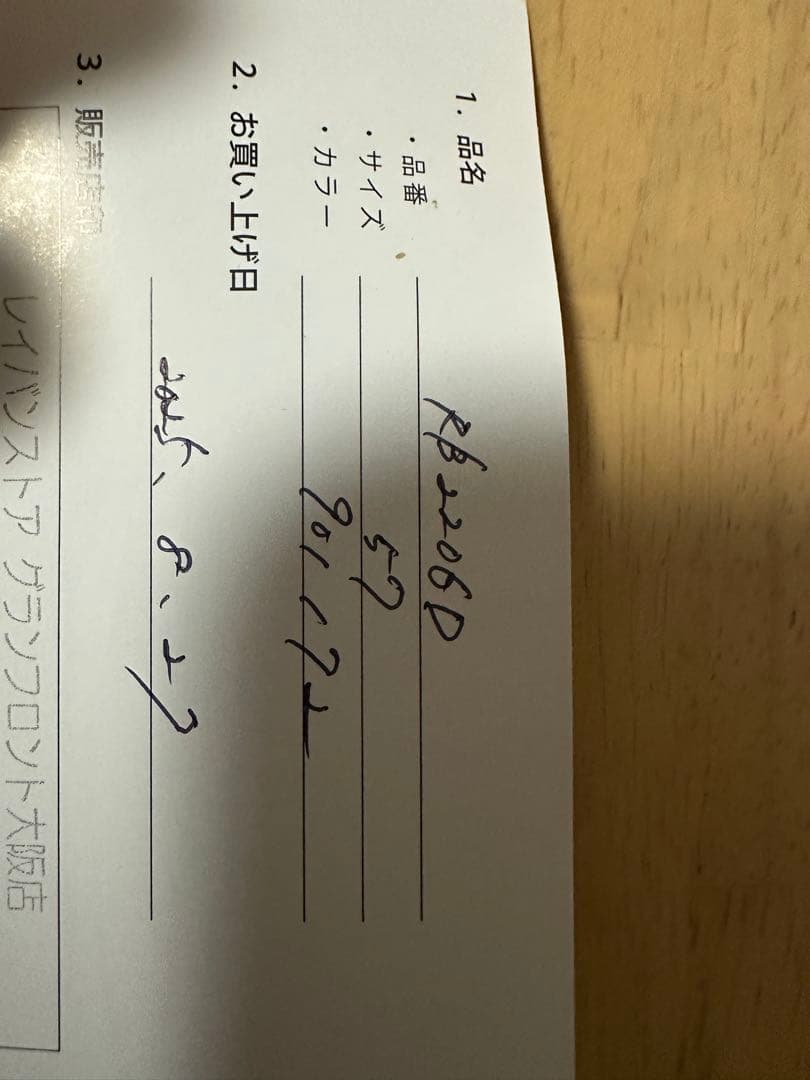 1. 品名
・品番 RB2206D
・サイズ 57
・カラー 901/72
2. お買い上げ日
2025、8、27
3. 販売店印
レイバンストア グランフロント大阪店